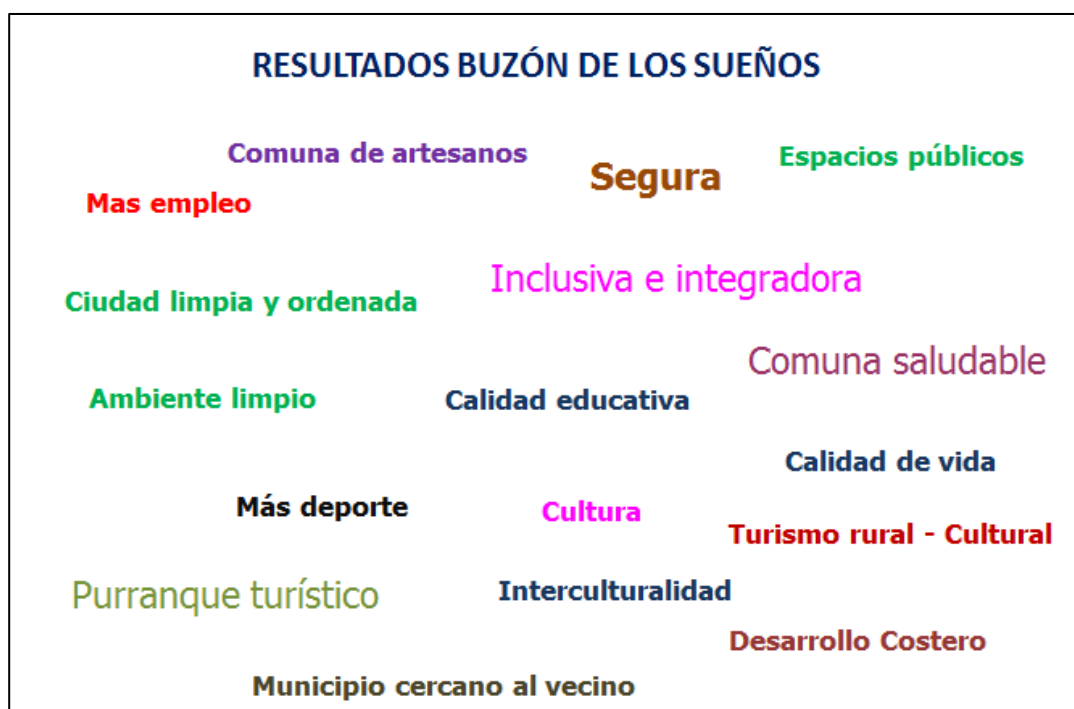 RESULTADOS BUZÓN DE LOS SUEÑOS
Comuna de artesanos
Segura
Espacios públicos
Mas empleo
Inclusiva e integradora
Ciudad limpia y ordenada
Comuna saludable
Ambiente limpio
Calidad educativa
Calidad de vida
Más deporte
Cultura
Turismo rural - Cultural
Purranque turístico
Interculturalidad
Desarrollo Costero
Municipio cercano al vecino